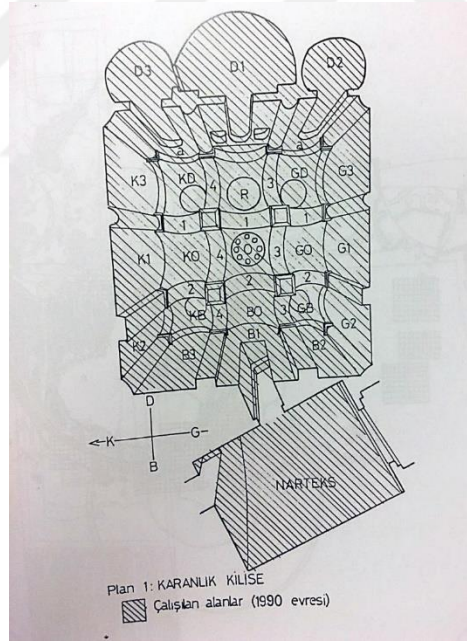 D3 D1 D2
K3 KD 4 R 3 GD G3
a a
1 1 1
K1 KO 4 3 GO G1
2 2 2
K2 KB 4 BO 3 GB G2
B3 B1 B2
D
K G
B
NARTEKS
Plan 1: KARANLIK KİLİSE
Çalışılan alanlar (1990 evresi)